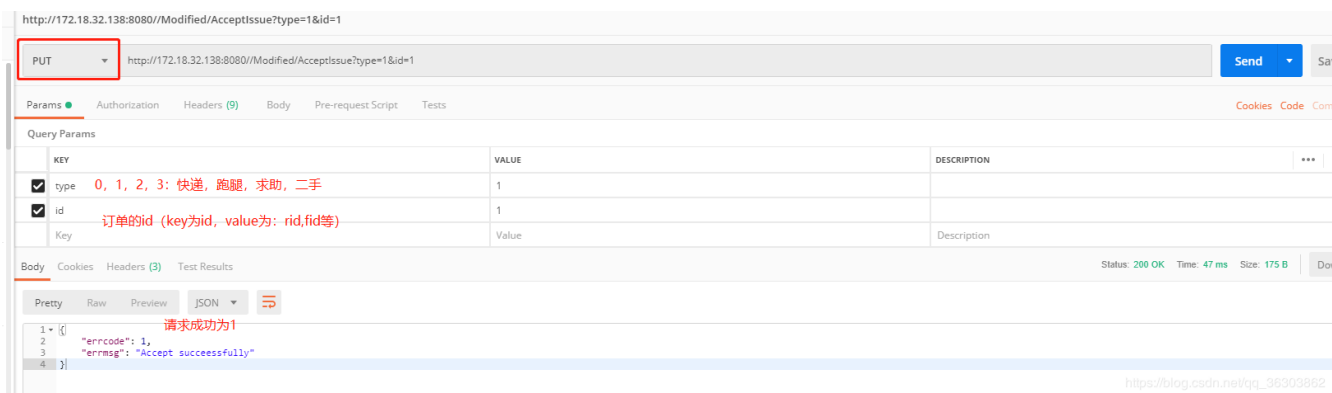 http://172.18.32.138:8080//Modified/AcceptIssue?type=1&id=1
PUT http://172.18.32.138:8080//Modified/AcceptIssue?type=1&id=1 Send Sa
Params Authorization Headers (9) Body Pre-request Script Tests Cookies Code Com
Query Params
KEY VALUE DESCRIPTION
type 0，1，2，3：快递，跑腿，求助，二手 1
id 1
订单的id（key为id，value为：rid,fid等）
Key Value Description
Body Cookies Headers (3) Test Results Status: 200 OK Time: 47 ms Size: 175 B Dow
Pretty Raw Preview JSON
请求成功为1
1 {
2 "errcode": 1,
3 "errmsg": "Accept succeessfully"
4 }
https://blog.csdn.net/qq_36303862